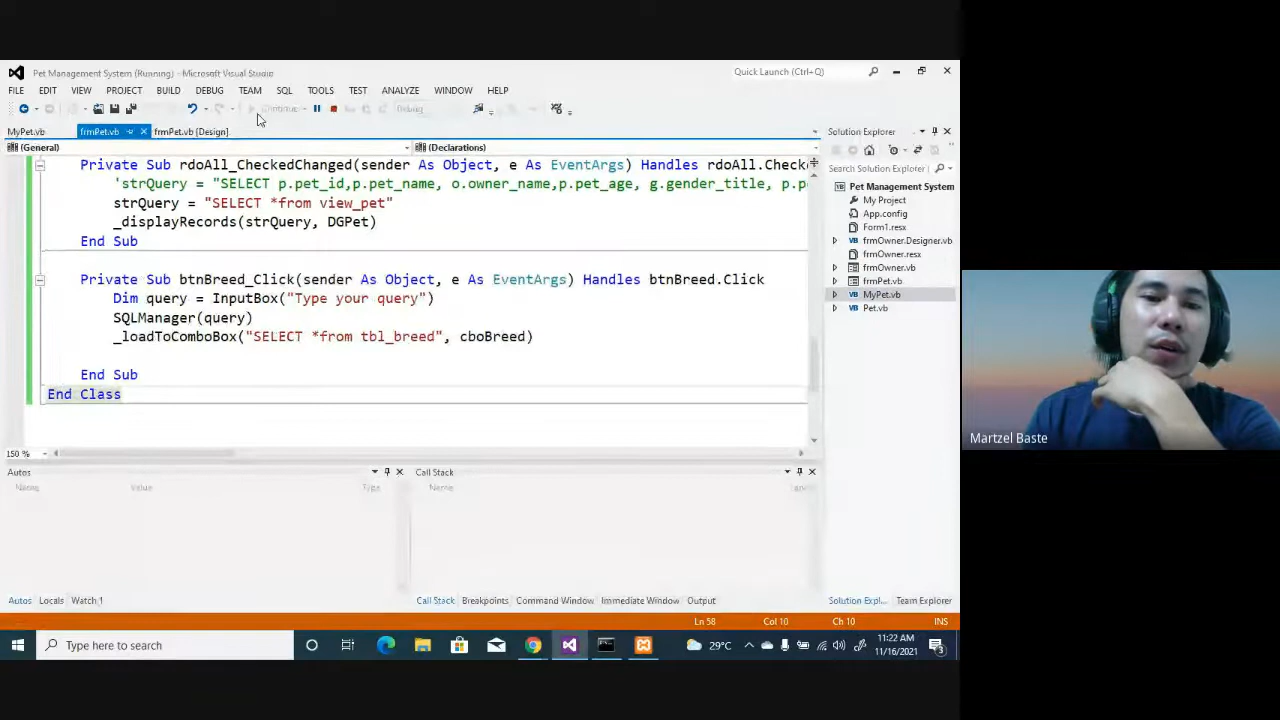 Pet Management System (Running) - Microsoft Visual Studio
Quick Launch (Ctrl+Q)
FILE EDIT VIEW PROJECT BUILD DEBUG TEAM SQL TOOLS TEST ANALYZE WINDOW HELP
Continue Debug
MyPet.vb frmPet.vb frmPet.vb [Design]
(General) (Declarations)
Private Sub rdoAll_CheckedChanged(sender As Object, e As EventArgs) Handles rdoAll.Check
'strQuery = "SELECT p.pet_id,p.pet_name, o.owner_name,p.pet_age, g.gender_title, p.p
strQuery = "SELECT *from view_pet"
_displayRecords(strQuery, DGPet)
End Sub
Private Sub btnBreed_Click(sender As Object, e As EventArgs) Handles btnBreed.Click
Dim query = InputBox("Type your query")
SQLManager(query)
_loadToComboBox("SELECT *from tbl_breed", cboBreed)
End Sub
End Class
150 %
Solution Explorer
Search Solution Explorer
Pet Management System
My Project
App.config
Form1.resx
frmOwner.Designer.vb
frmOwner.resx
frmOwner.vb
frmPet.vb
MyPet.vb
Pet.vb
Martzel Baste
Autos
Name Value Type
Call Stack
Name
Autos Locals Watch 1
Call Stack Breakpoints Command Window Immediate Window Output
Solution Expl... Team Explorer
Ln 58 Col 10 Ch 10 INS
Type here to search
29°C
11:22 AM
11/16/2021
3